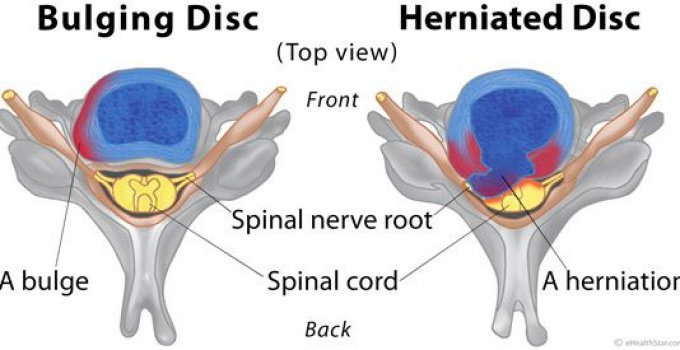 Bulging Disc
Herniated Disc
(Top view)
Front
Spinal nerve root
A bulge
Spinal cord
A herniation
Back
© eHealthStar.com